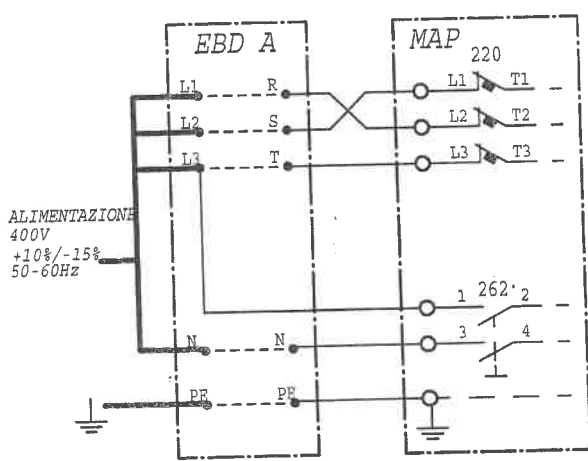 EBD A
MAP
220
L1 R L1 T1
L2 S L2 T2
L3 T L3 T3
ALIMENTAZIONE
400V
+10%/-15%
50-60Hz
1 262 2
N N 3 4
PE PE